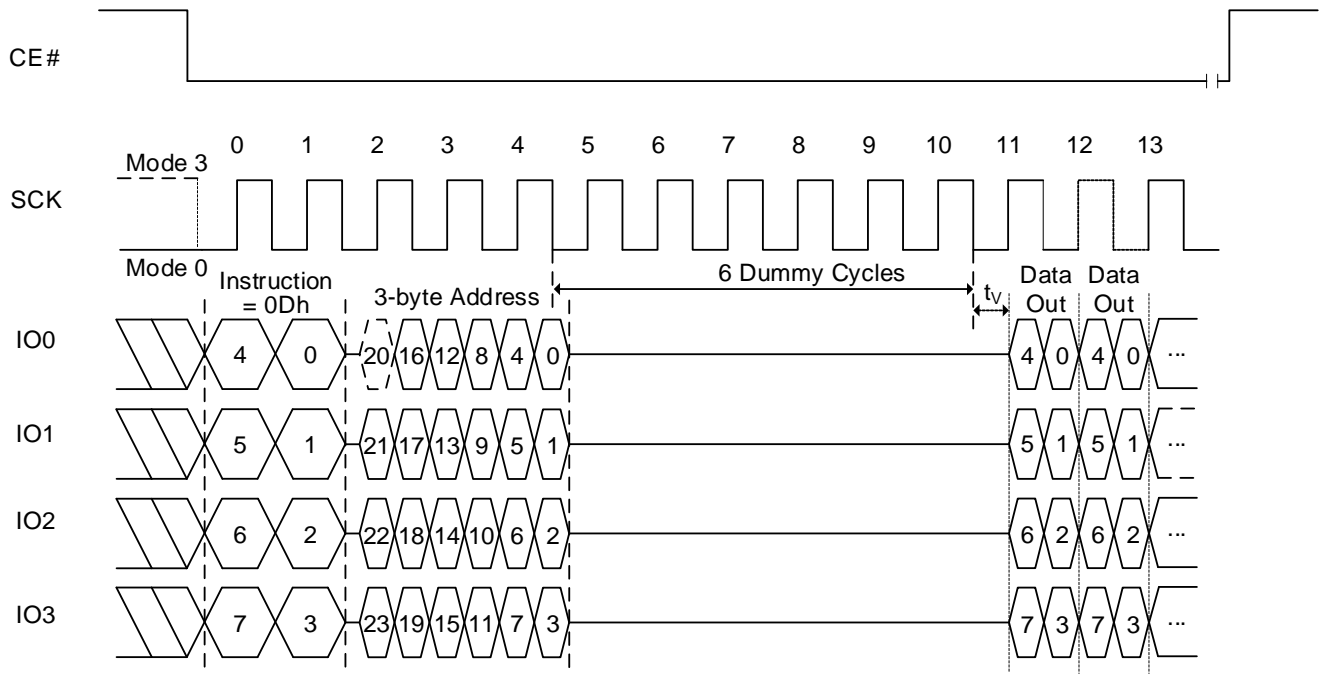 CE#
0 1 2 3 4 5 6 7 8 9 10 11 12 13
Mode 3
SCK
Mode 0
6 Dummy Cycles
Instruction
= 0Dh
3-byte Address
tV
Data
Out
Data
Out
IO0
4 0 20 16 12 8 4 0 4 0 4 0 ...
IO1
5 1 21 17 13 9 5 1 5 1 5 1 ...
IO2
6 2 22 18 14 10 6 2 6 2 6 2 ...
IO3
7 3 23 19 15 11 7 3 7 3 7 3 ...